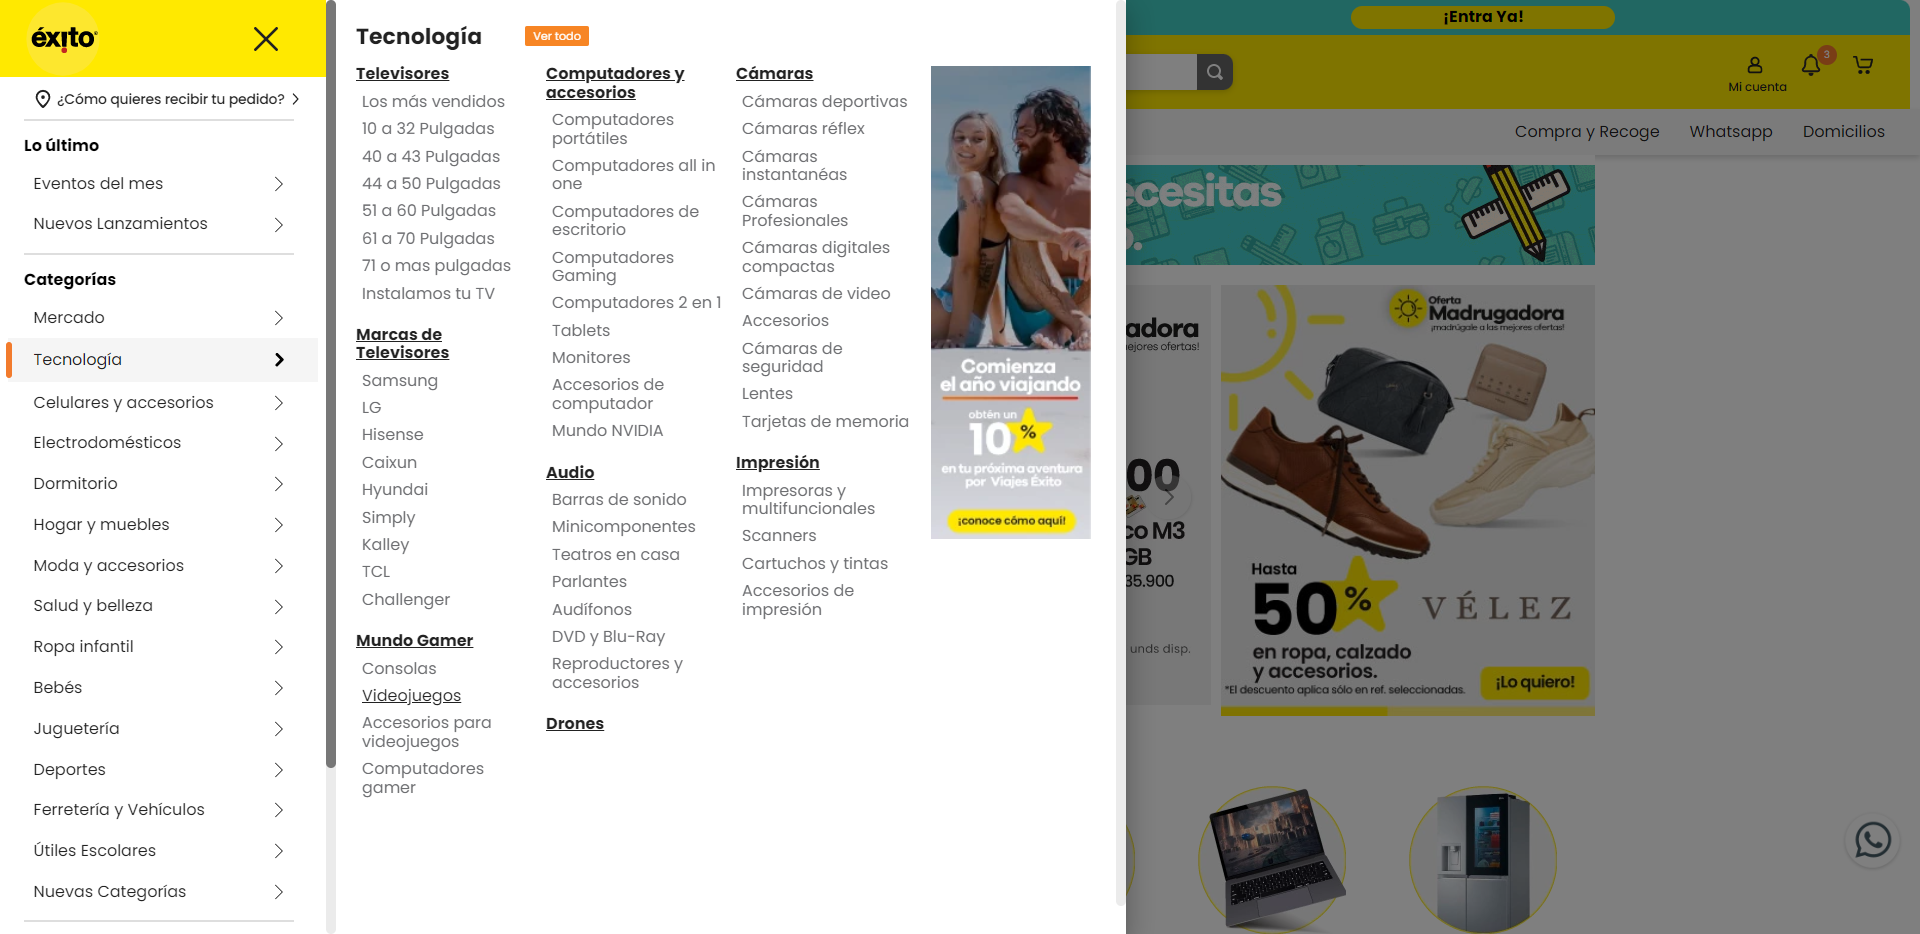 éxito
¿Cómo quieres recibir tu pedido?
Lo último
Eventos del mes
Nuevos Lanzamientos
Categorías
Mercado
Tecnología
Celulares y accesorios
Electrodomésticos
Dormitorio
Hogar y muebles
Moda y accesorios
Salud y belleza
Ropa infantil
Bebés
Juguetería
Deportes
Ferretería y Vehículos
Útiles Escolares
Nuevas Categorías
Tecnología
Ver todo
Televisores
Los más vendidos
10 a 32 Pulgadas
40 a 43 Pulgadas
44 a 50 Pulgadas
51 a 60 Pulgadas
61 a 70 Pulgadas
71 o mas pulgadas
Instalamos tu TV
Marcas de
Televisores
Samsung
LG
Hisense
Caixun
Hyundai
Simply
Kalley
TCL
Challenger
Mundo Gamer
Consolas
Videojuegos
Accesorios para
videojuegos
Computadores
gamer
Computadores y
accesorios
Computadores
portátiles
Computadores all in
one
Computadores de
escritorio
Computadores
Gaming
Computadores 2 en 1
Tablets
Monitores
Accesorios de
computador
Mundo NVIDIA
Audio
Barras de sonido
Minicomponentes
Teatros en casa
Parlantes
Audífonos
DVD y Blu-Ray
Reproductores y
accesorios
Drones
Cámaras
Cámaras deportivas
Cámaras réflex
Cámaras
instantanéas
Cámaras
Profesionales
Cámaras digitales
compactas
Cámaras de video
Accesorios
Cámaras de
seguridad
Lentes
Tarjetas de memoria
Impresión
Impresoras y
multifuncionales
Scanners
Cartuchos y tintas
Accesorios de
impresión
Comienza
el año viajando
obtén un
10%
en tu próxima aventura
por Viajes Éxito
¡conoce cómo aquí!
¡Entra Ya!
3
Mi cuenta
Compra y Recoge
Whatsapp
Domicilios
ecesitas
o.
adora
ejores ofertas!
00
co M3
GB
35.900
unds disp.
Oferta
Madrugadora
¡madrúgale a las mejores ofertas!
Hasta
50%
VÉLEZ
en ropa, calzado
y accesorios.
*El descuento aplica sólo en ref. seleccionadas.
¡Lo quiero!